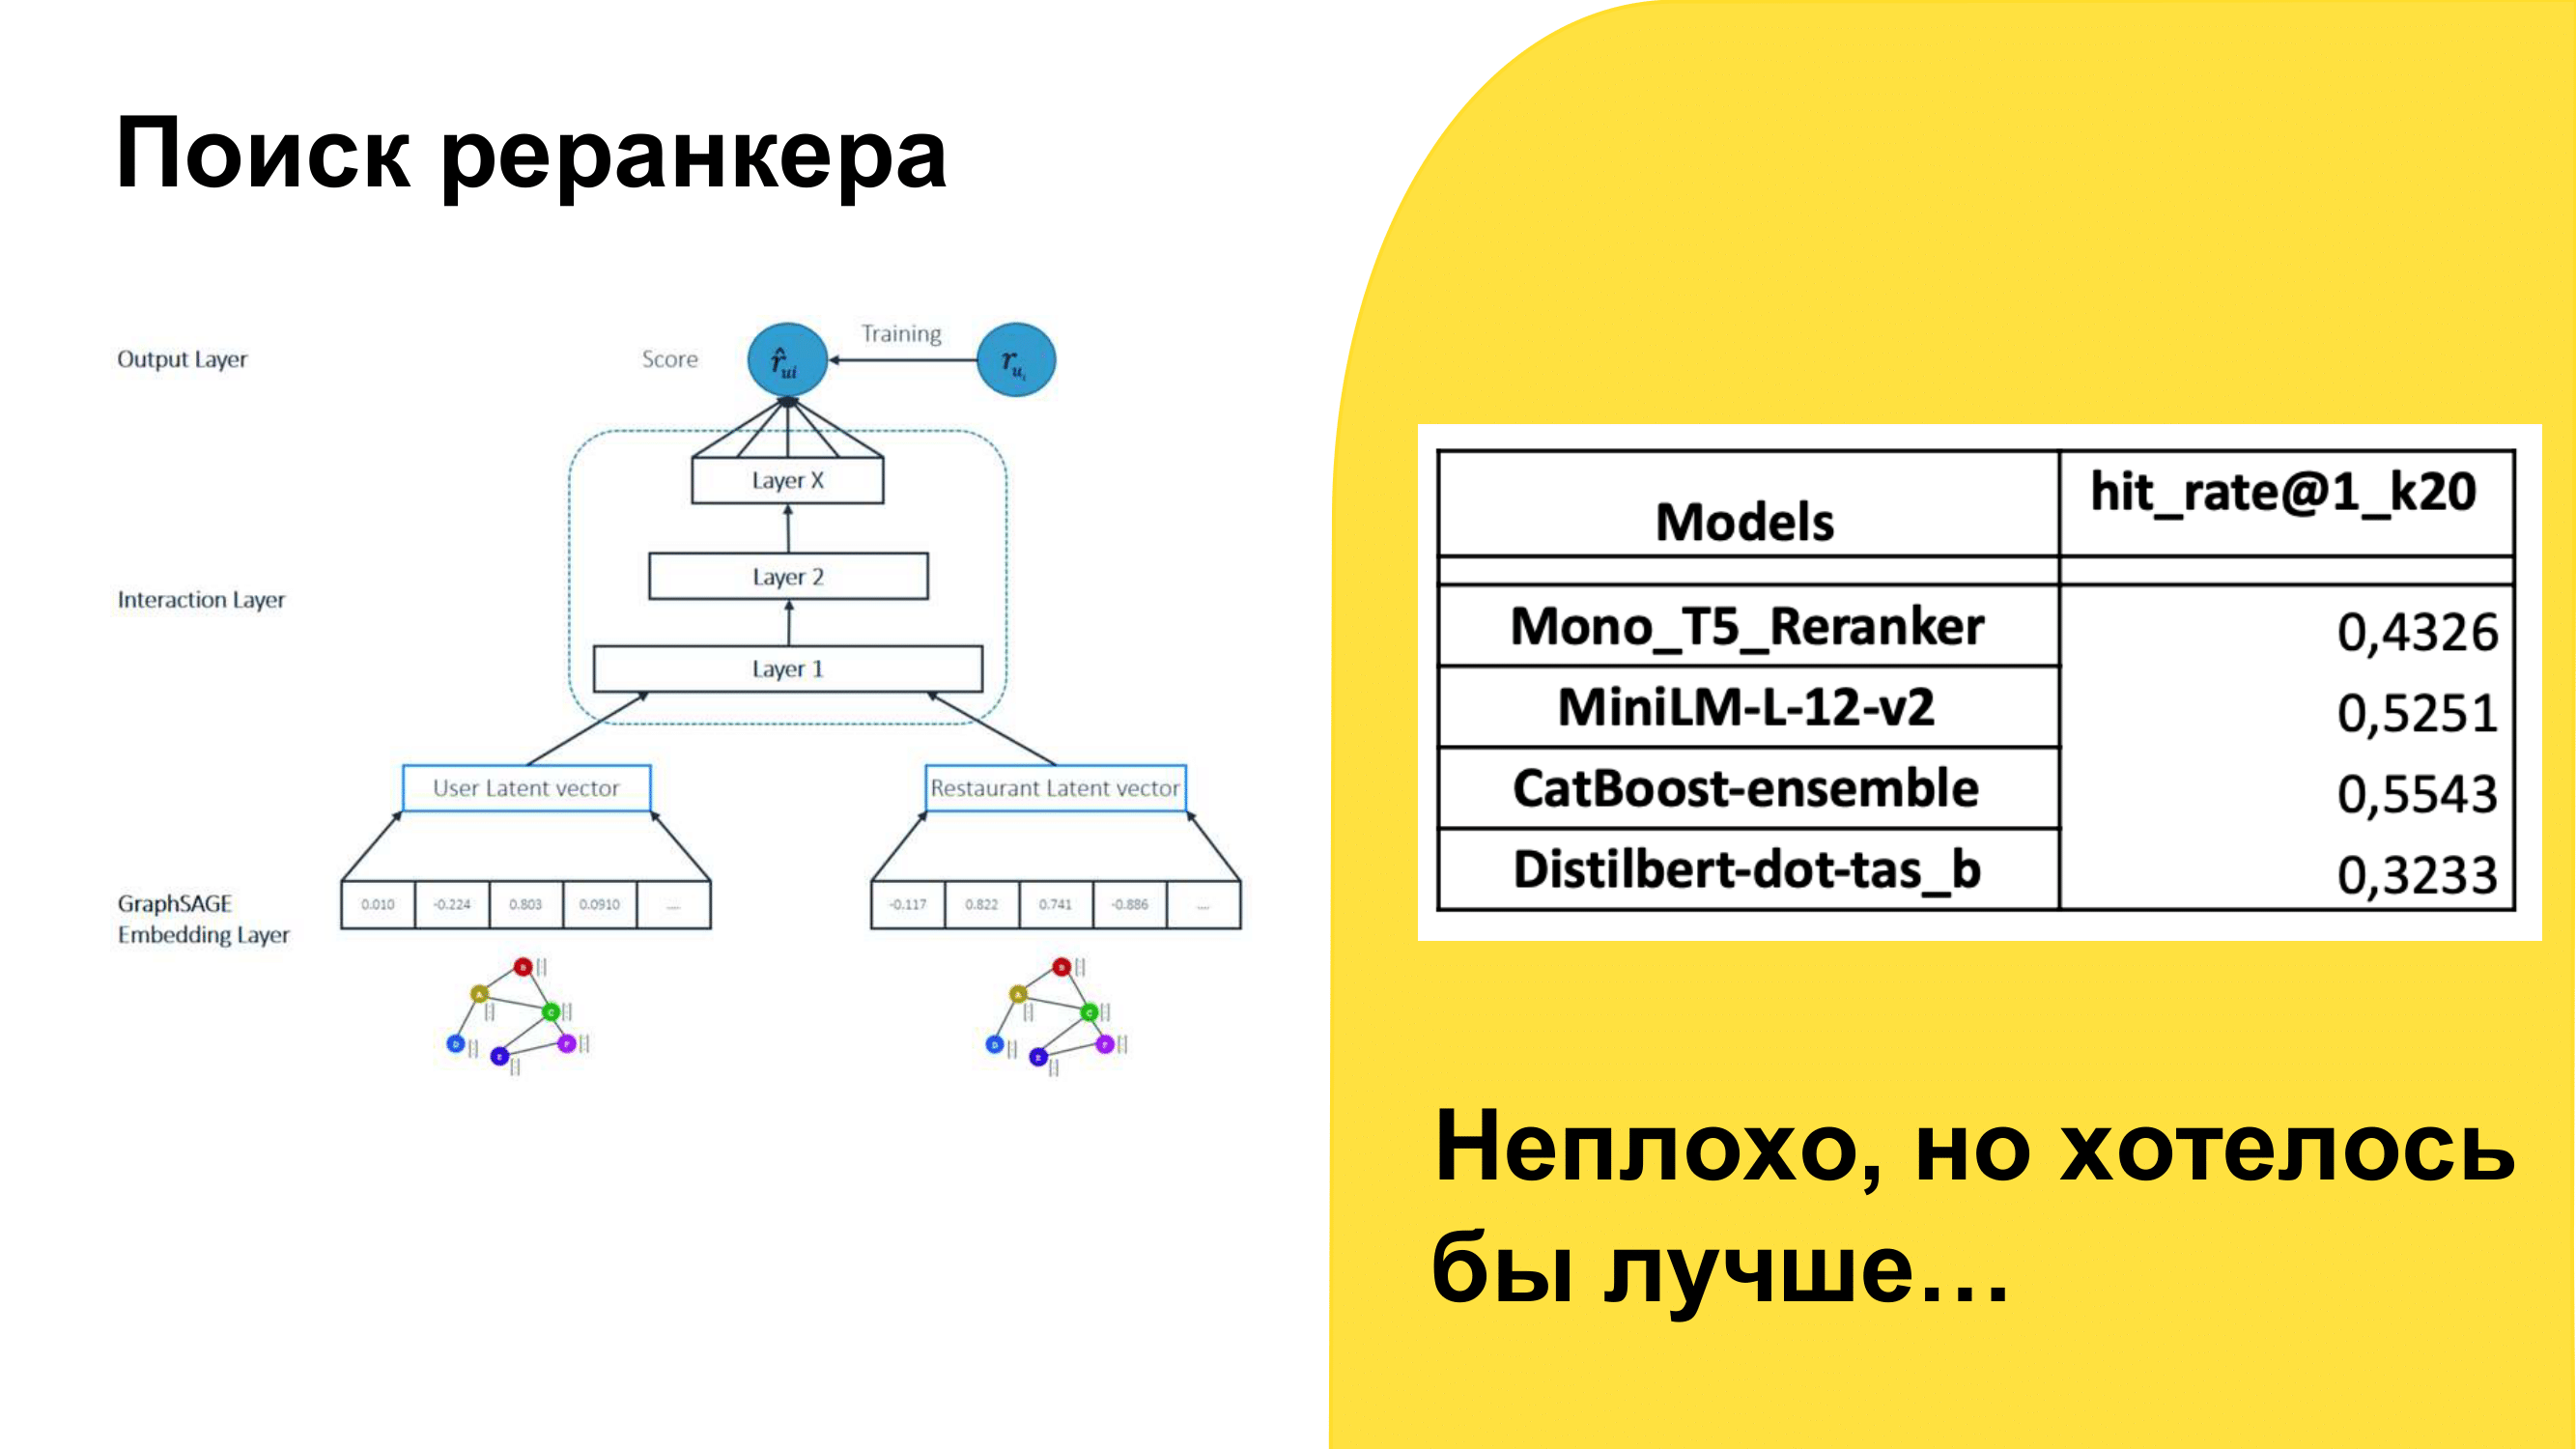 Поиск реранкера
Output Layer
Score
r̂ui
Training
rui
Layer X
Layer 2
Interaction Layer
Layer 1
User Latent vector
Restaurant Latent vector
GraphSAGE
Embedding Layer
0.010 -0.224 0.803 0.0910 ....
-0.117 0.822 0.741 -0.886 ....
B
A
C
D
E
F
B
A
C
D
E
F
Models hit_rate@1_k20
Mono_T5_Reranker 0,4326
MiniLM-L-12-v2 0,5251
CatBoost-ensemble 0,5543
Distilbert-dot-tas_b 0,3233
Неплохо, но хотелось
бы лучше...